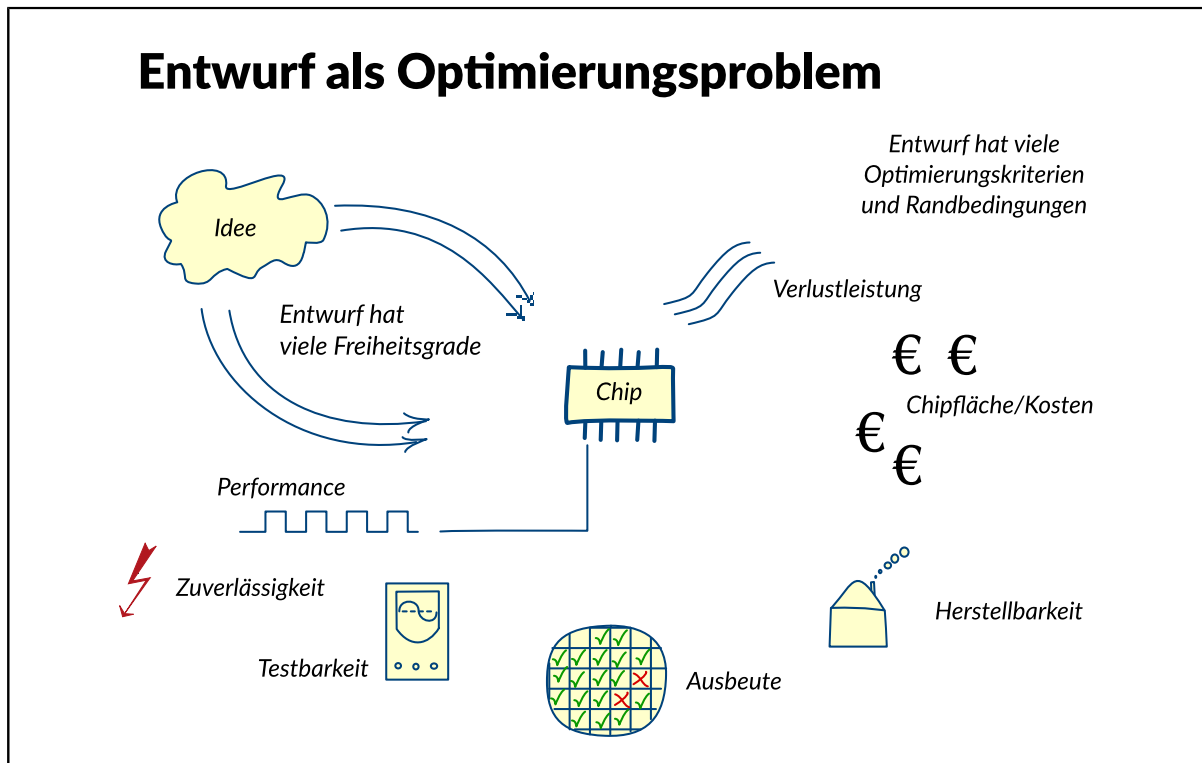 Entwurf als Optimierungsproblem
Entwurf hat viele
Optimierungskriterien
und Randbedingungen
Idee
Verlustleistung
Entwurf hat
viele Freiheitsgrade
€ €
Chip
Chipfläche/Kosten
€
€
Performance
Zuverlässigkeit
Herstellbarkeit
Testbarkeit
Ausbeute